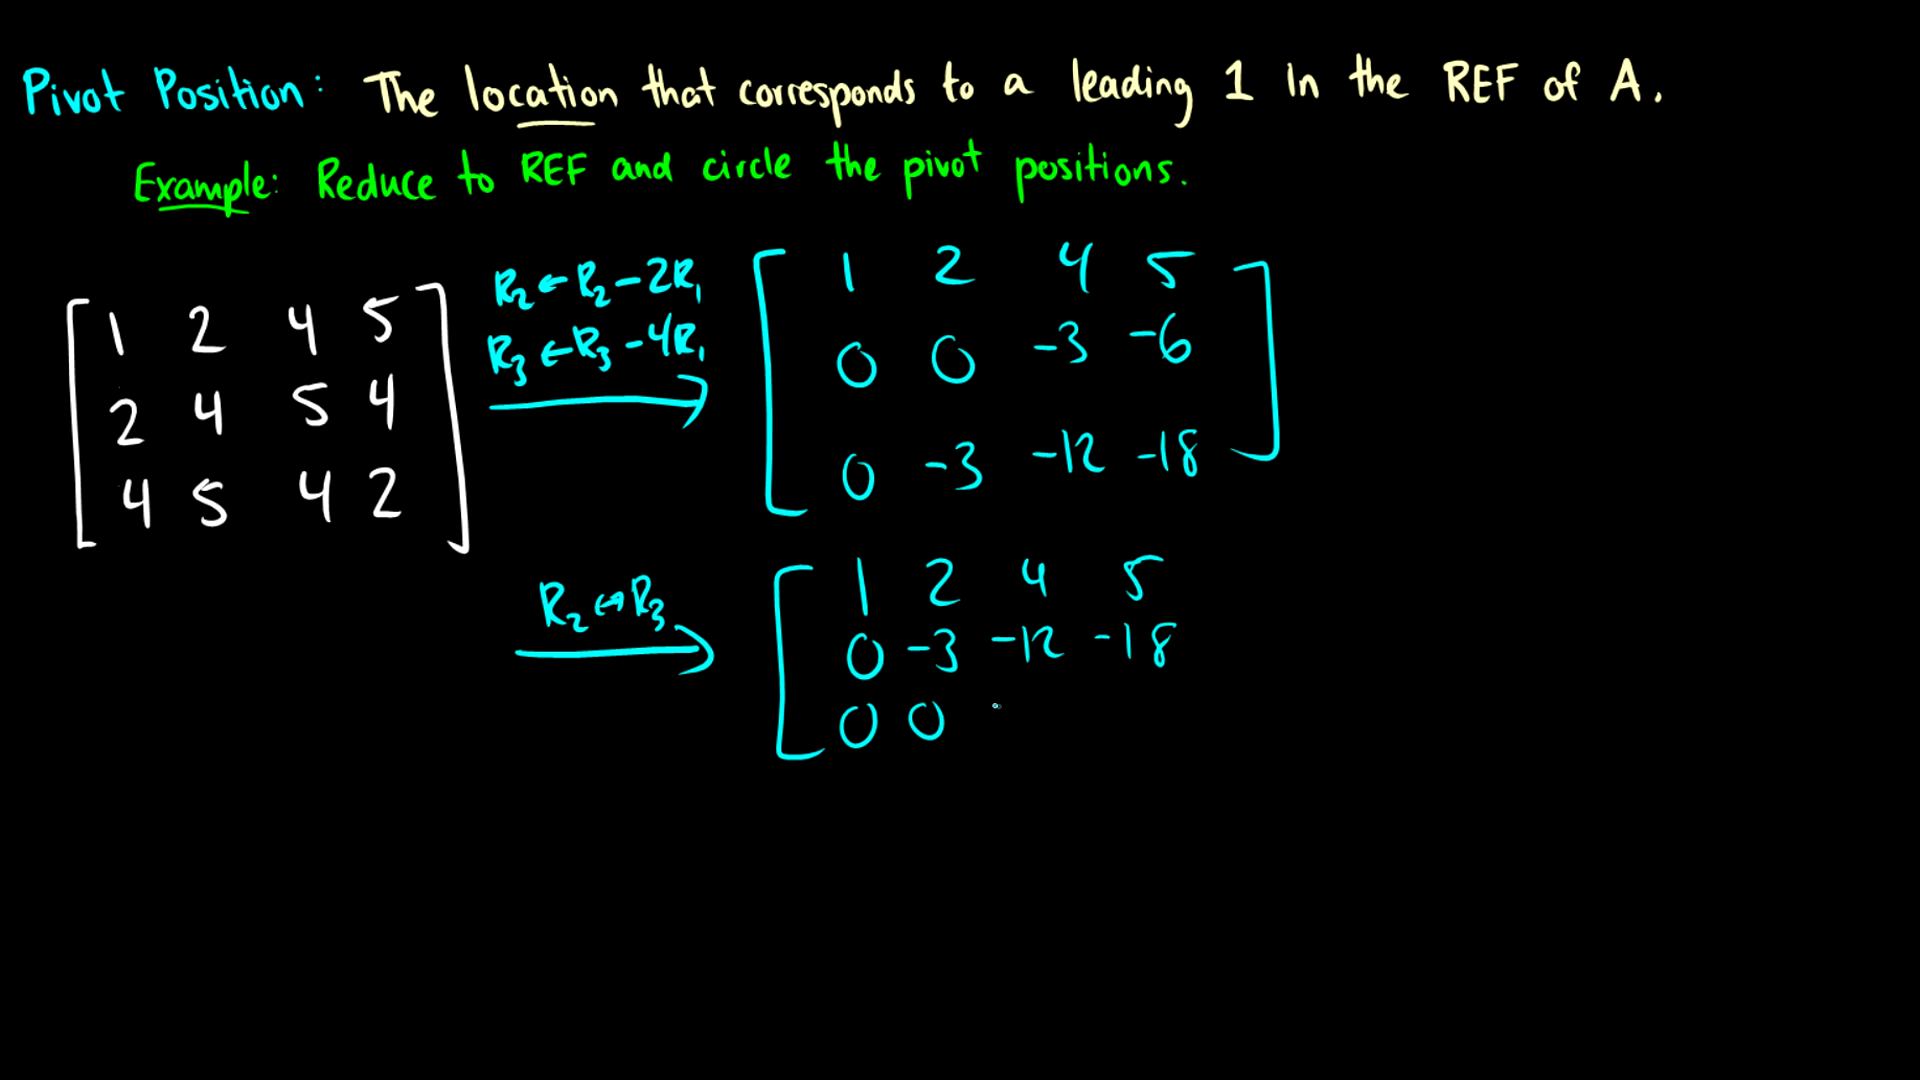 Pivot Position: The location that corresponds to a leading 1 in the REF of A.
Example: Reduce to REF and circle the pivot positions.
1 2 4 5
2 4 5 4
4 5 4 2
R₂ ← R₂ - 2R₁
R₃ ← R₃ - 4R₁
1 2 4 5
0 0 -3 -6
0 -3 -12 -18
R₂ ↔ R₃
1 2 4 5
0 -3 -12 -18
0 0